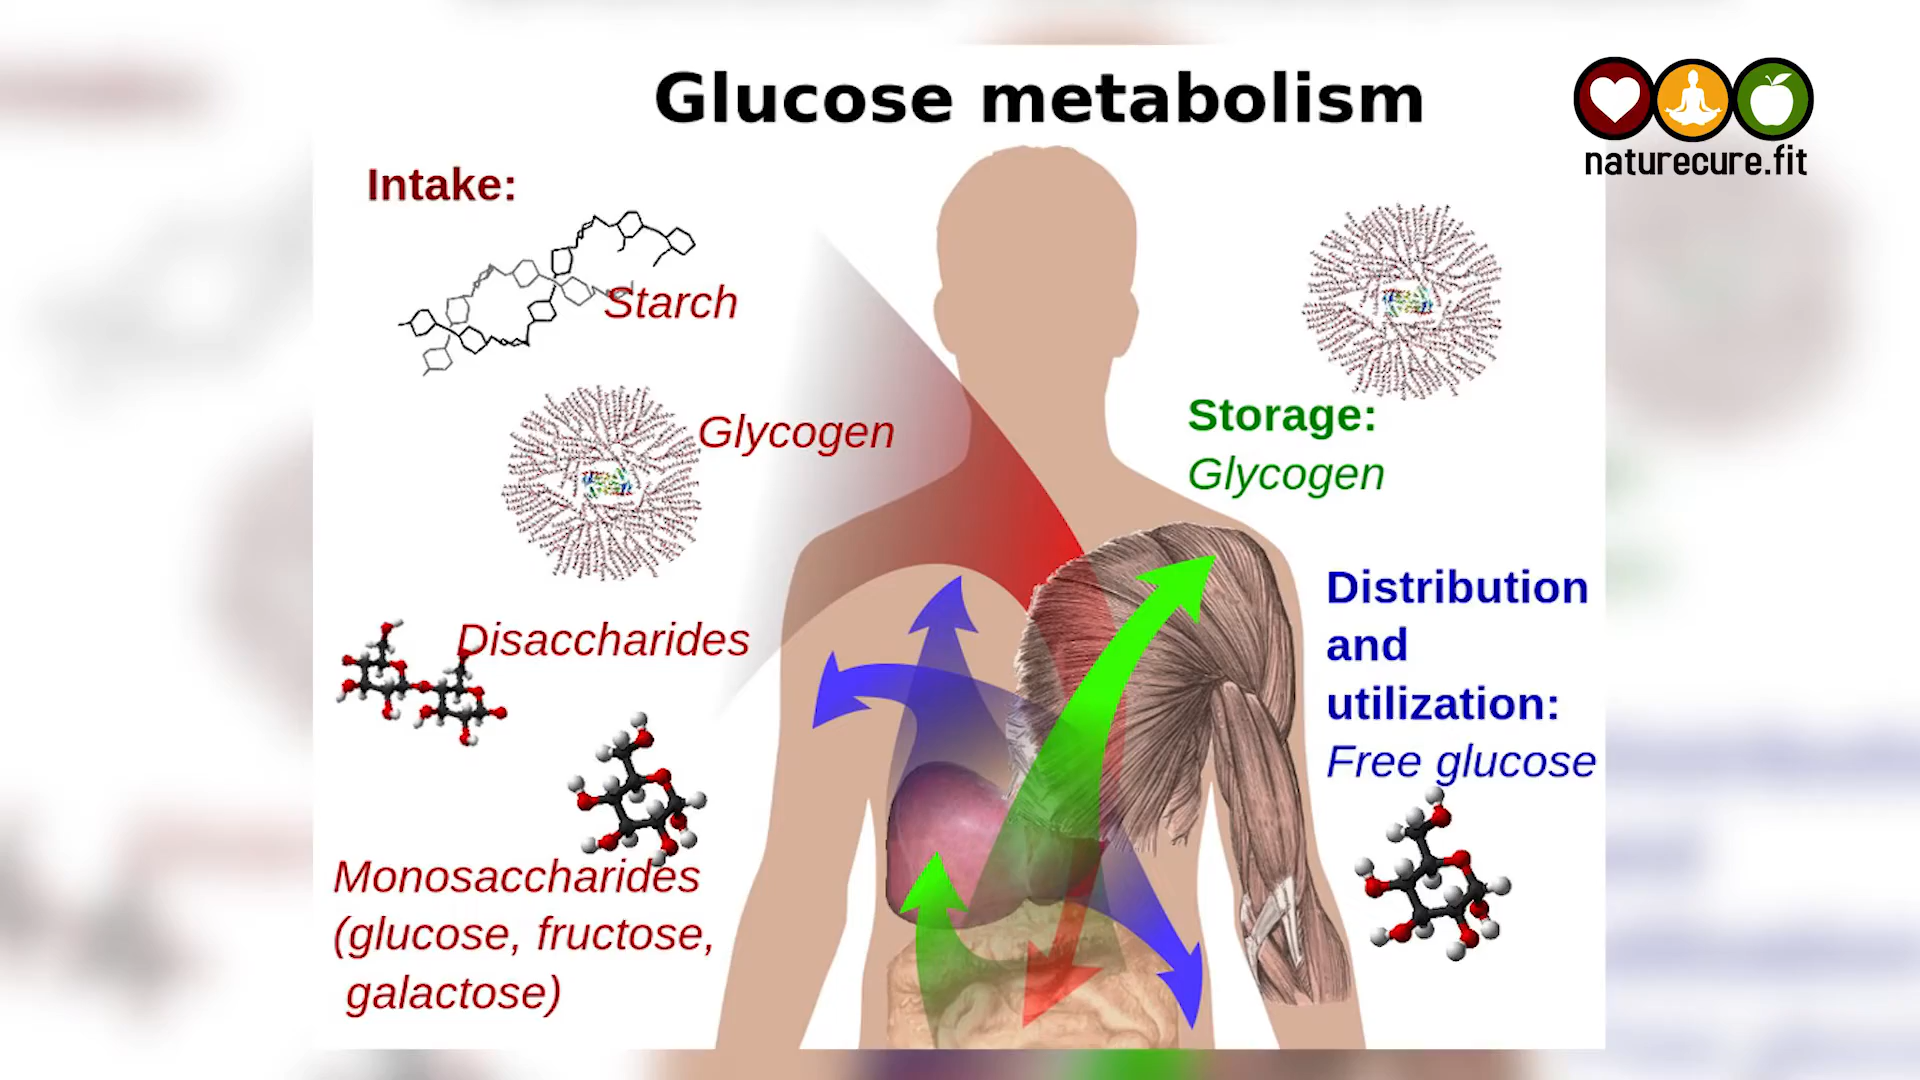 Glucose metabolism
naturecure.fit
Intake:
Starch
Glycogen
Disaccharides
Monosaccharides
(glucose, fructose,
galactose)
Storage:
Glycogen
Distribution
and
utilization:
Free glucose